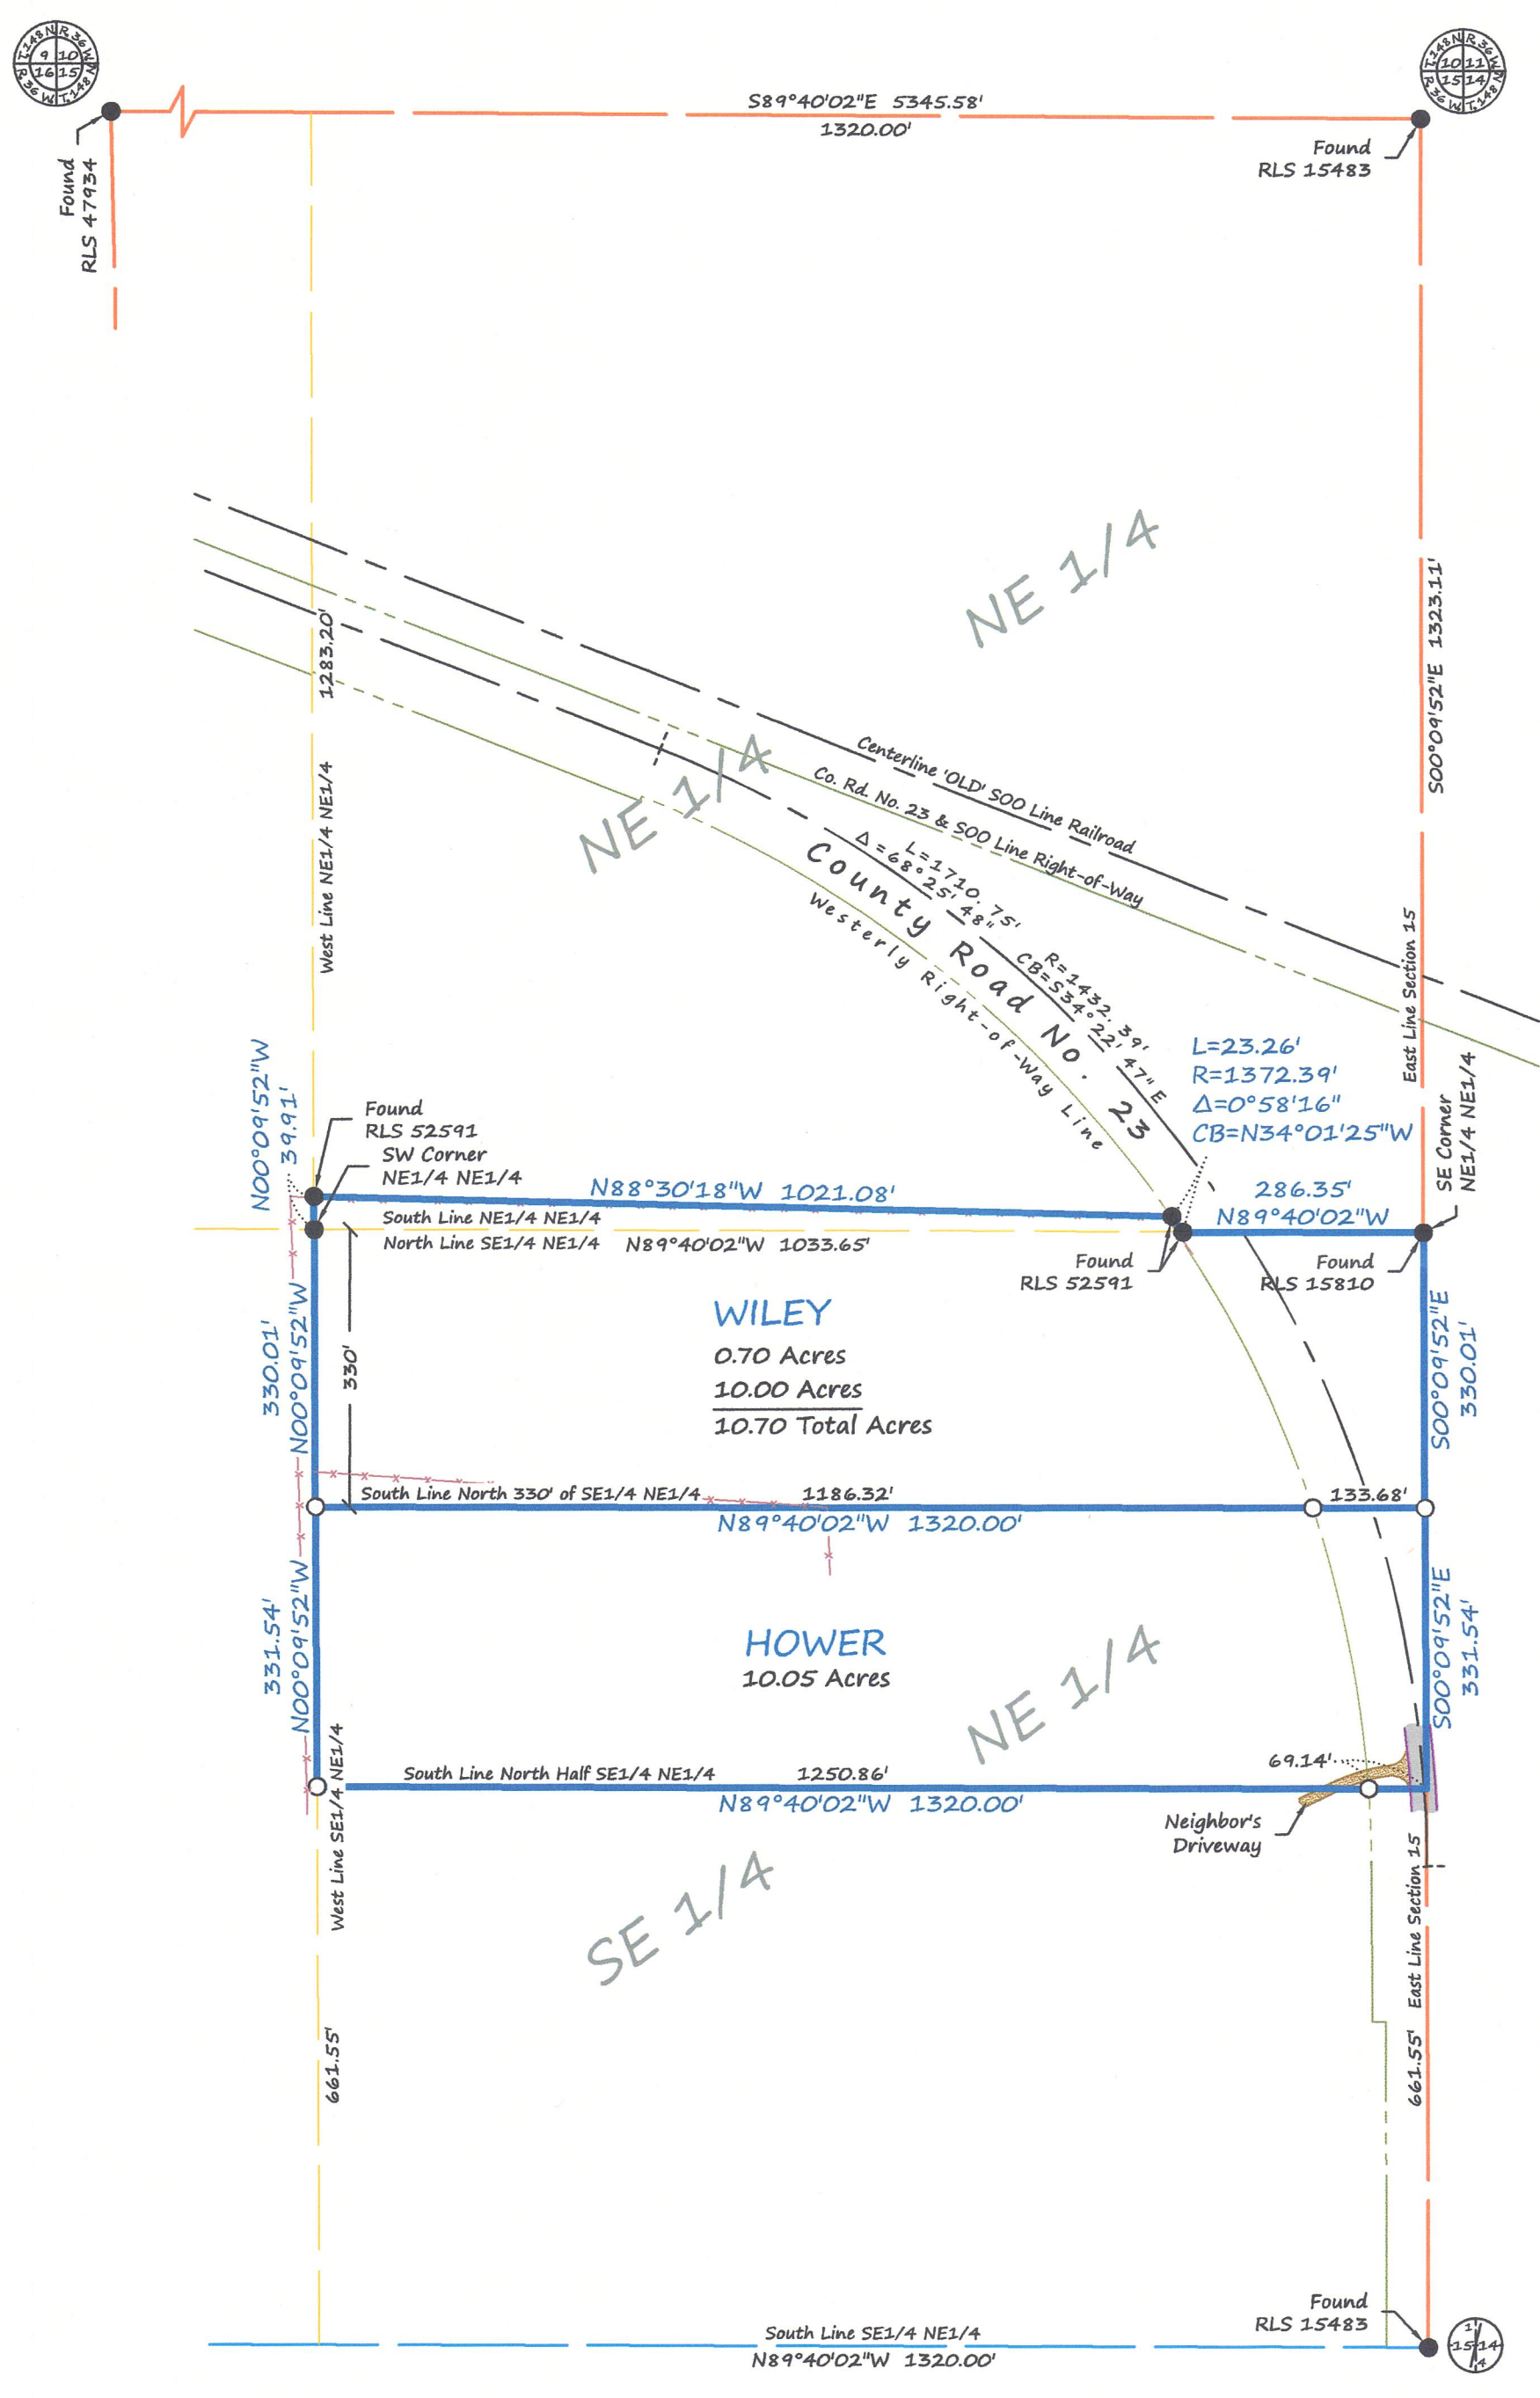 T.148N R.36W
9 10
16 15
R.36W T.148N
T.148N R.36W
10 11
15 14
R.36W T.148N
S89°40'02"E 5345.58'
1320.00'
Found
RLS 47934
Found
RLS 15483
NE 1/4
1283.20'
West Line NE1/4 NE1/4
S00°09'52"E 1323.11'
East Line Section 15
NE 1/4
Centerline 'OLD' SOO Line Railroad
Co. Rd. No. 23 & SOO Line Right-of-Way
L=1710.75'
Δ=68°25'48"
R=1432.39'
CB=S34°22'47"E
County Road No. 23
Westerly Right-of-Way Line
L=23.26'
R=1372.39'
Δ=0°58'16"
CB=N34°01'25"W
SE Corner
NE1/4 NE1/4
N00°09'52"W
39.91'
Found
RLS 52591
SW Corner
NE1/4 NE1/4
N88°30'18"W 1021.08'
286.35'
N89°40'02"W
South Line NE1/4 NE1/4
North Line SE1/4 NE1/4 N89°40'02"W 1033.65'
Found
RLS 52591
Found
RLS 15810
330.01'
N00°09'52"W
330'
WILEY
0.70 Acres
10.00 Acres
10.70 Total Acres
S00°09'52"E
330.01'
South Line North 330' of SE1/4 NE1/4
1186.32'
133.68'
N89°40'02"W 1320.00'
331.54'
N00°09'52"W
HOWER
10.05 Acres
NE 1/4
S00°09'52"E
331.54'
West Line SE1/4 NE1/4
South Line North Half SE1/4 NE1/4
1250.86'
69.14'
N89°40'02"W 1320.00'
Neighbor's
Driveway
SE 1/4
East Line Section 15
661.55'
661.55'
Found
RLS 15483
South Line SE1/4 NE1/4
N89°40'02"W 1320.00'
1
15 14
4